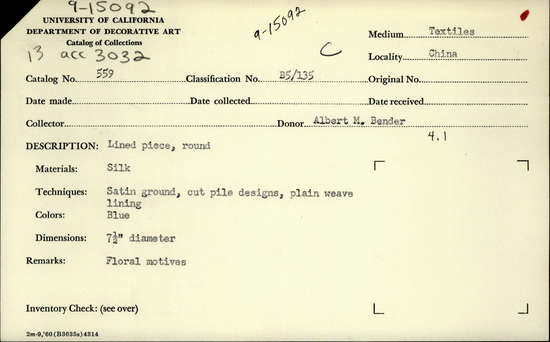 9-15092
UNIVERSITY OF CALIFORNIA
DEPARTMENT OF DECORATIVE ART
Catalog of Collections
13 acc 3032
9-15092
C
Medium Textiles
Locality China
Catalog No. 559 Classification No. B5/135 Original No.
Date made Date collected Date received
Collector Donor Albert M. Bender
4.1
DESCRIPTION: Lined piece, round
Materials: Silk
Techniques: Satin ground, cut pile designs, plain weave
lining
Colors: Blue
Dimensions: 7½" diameter
Remarks: Floral motives
Inventory Check: (see over)
2m-9,'60(B3635s)4314